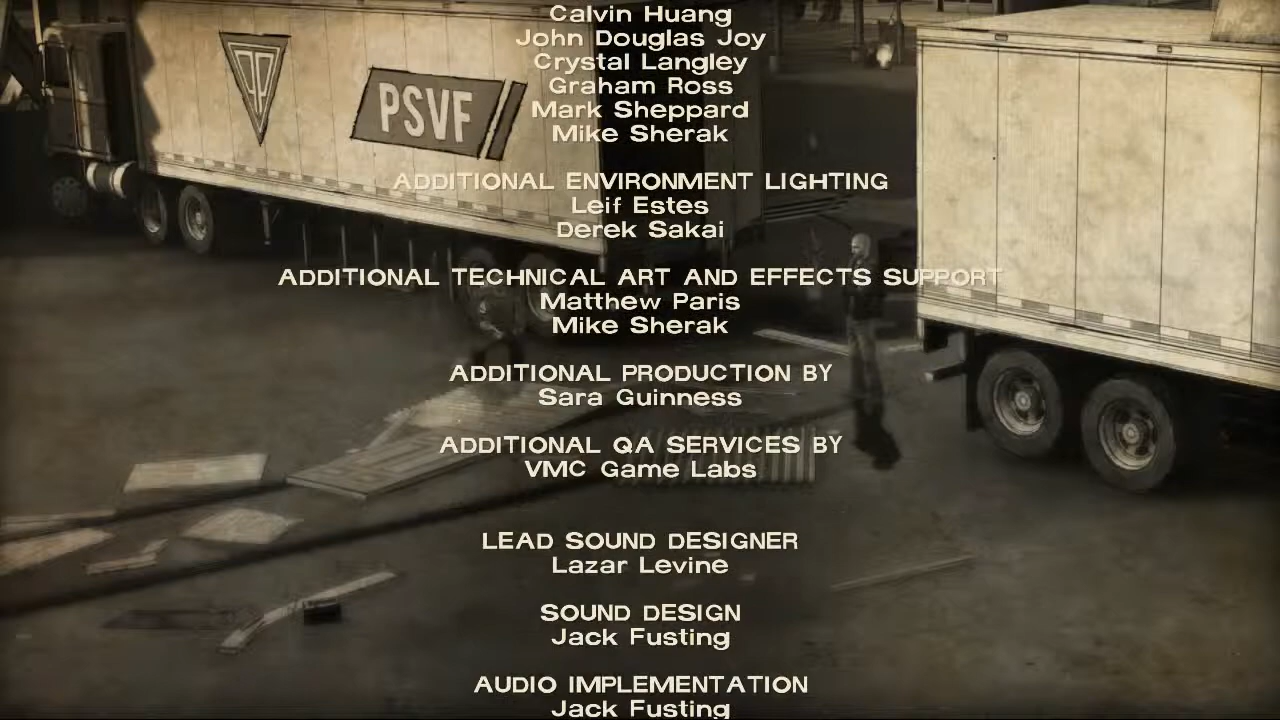 Calvin Huang
John Douglas Joy
Crystal Langley
Graham Ross
Mark Sheppard
Mike Sherak
PSVF
ADDITIONAL ENVIRONMENT LIGHTING
Leif Estes
Derek Sakai
ADDITIONAL TECHNICAL ART AND EFFECTS SUPPORT
Matthew Paris
Mike Sherak
ADDITIONAL PRODUCTION BY
Sara Guinness
ADDITIONAL QA SERVICES BY
VMC Game Labs
LEAD SOUND DESIGNER
Lazar Levine
SOUND DESIGN
Jack Fusting
AUDIO IMPLEMENTATION
Jack Fusting